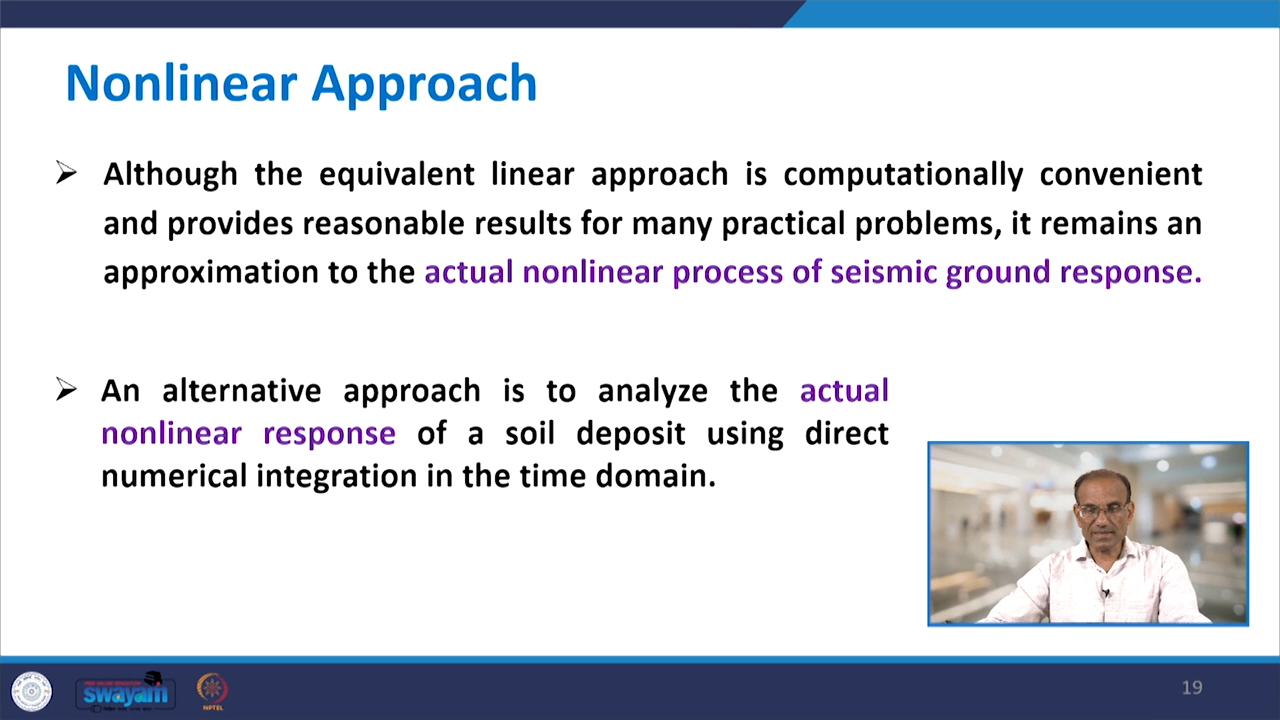 Nonlinear Approach
➢ Although the equivalent linear approach is computationally convenient
and provides reasonable results for many practical problems, it remains an
approximation to the actual nonlinear process of seismic ground response.
➢ An alternative approach is to analyze the actual
nonlinear response of a soil deposit using direct
numerical integration in the time domain.
swayam
NPTEL
19